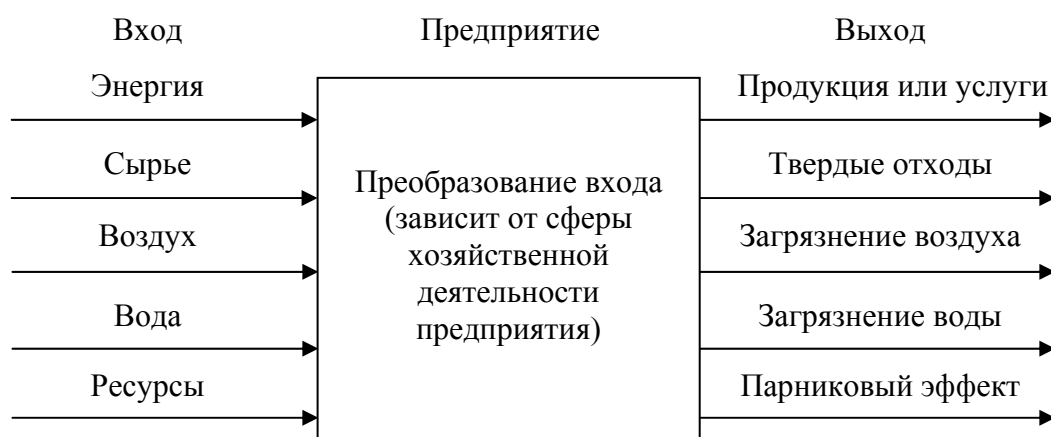 Вход
Предприятие
Выход
Энергия
Продукция или услуги
Сырье
Твердые отходы
Преобразование входа
(зависит от сферы
хозяйственной
деятельности
предприятия)
Воздух
Загрязнение воздуха
Вода
Загрязнение воды
Ресурсы
Парниковый эффект